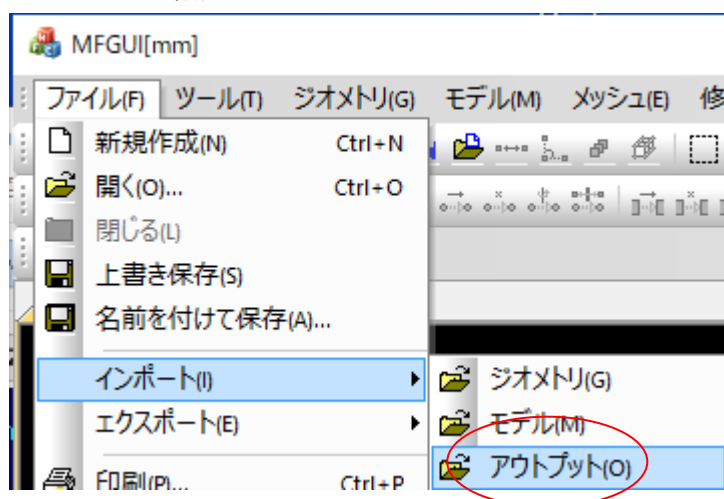 MFGUI[mm]
ファイル(F) ツール(T) ジオメトリ(G) モデル(M) メッシュ(E) 修
新規作成(N) Ctrl+N
開く(O)... Ctrl+O
閉じる(L)
上書き保存(S)
名前を付けて保存(A)...
インポート(I)
ジオメトリ(G)
エクスポート(E)
モデル(M)
アウトプット(O)
印刷(P)... Ctrl+P